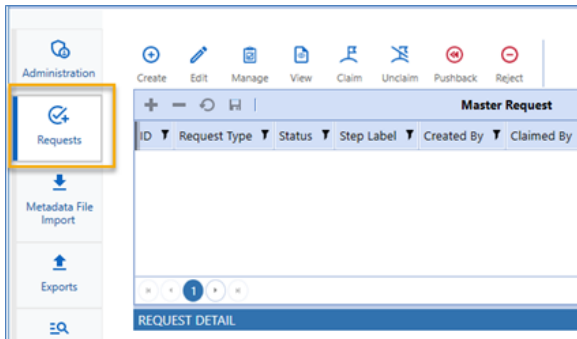 Administration
Requests
Metadata File
Import
Exports
Create Edit Manage View Claim Unclaim Pushback Reject
Master Request
ID Request Type Status Step Label Created By Claimed By
1
REQUEST DETAIL